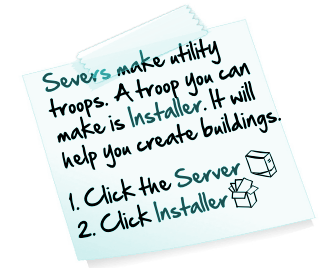 Severs make utility
troops. A troop you can
make is Installer. It will
help you create buildings.
1. Click the Server
2. Click Installer